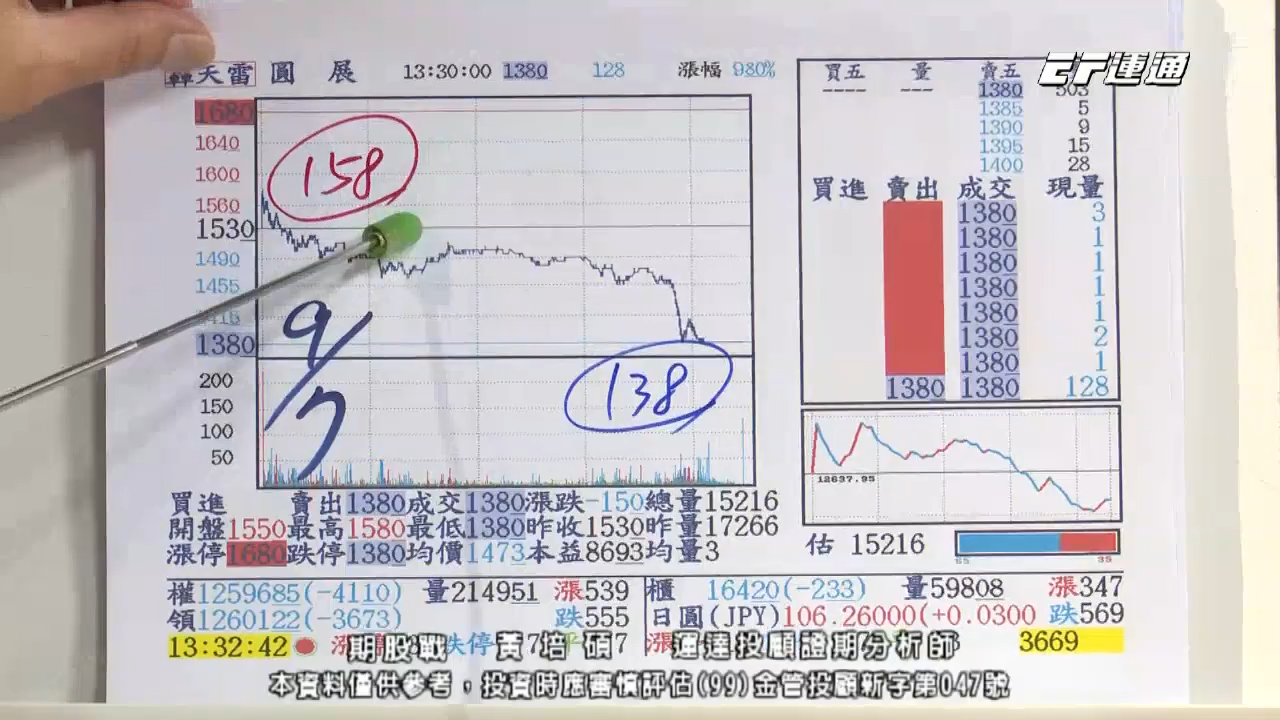 天雷 圓 展 13:30:00 1380 128 漲幅 980%
ET運通
買五 量 賣五
---- --- 1380 503
1385 5
1390 9
1395 15
1400 28
買進 賣出 成交 現量
1380 3
1380 1
1380 1
1380 1
1380 1
1380 2
1380 1
1380 1380 128
1680
1640
1600
1560
1530
1490
1455
1415
1380
200
150
100
50
158
9/7
138
12637.95
買進 賣出1380成交1380漲跌-150總量15216
開盤1550最高1580最低1380昨收1530昨量17266
漲停1680跌停1380均價1473本益8693均量3
估 15216
65 35
權1259685(-4110) 量214951 漲539 櫃 16420(-233) 量59808 漲347
領1260122(-3673) 跌555 日圓(JPY)106.26000(+0.0300 跌569
13:32:42 3669
期股戰 黃培碩 運達投顧證期分析師
本資料僅供參考，投資時應審慎評估(99)金管投顧新字第047號